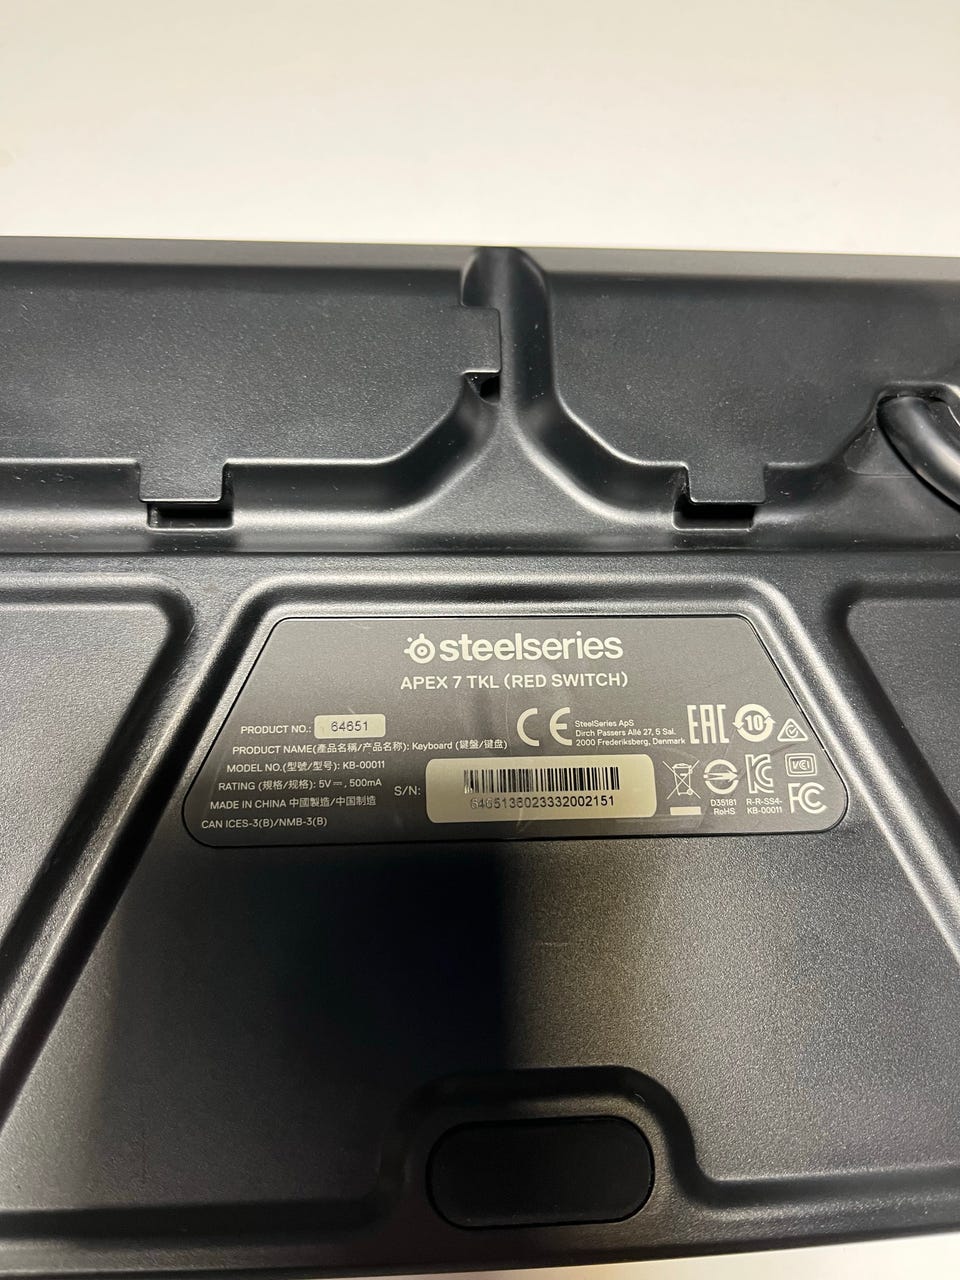 steelseries
APEX 7 TKL (RED SWITCH)
PRODUCT NO.: 64651
PRODUCT NAME(產品名稱/产品名称): Keyboard (鍵盤/键盘)
MODEL NO.(型號/型号): KB-00011
RATING (規格/规格): 5V⎓, 500mA
MADE IN CHINA 中國製造/中国制造
CAN ICES-3(B)/NMB-3(B)
CE
SteelSeries ApS
Dirch Passers Allé 27, 5 Sal.
2000 Frederiksberg, Denmark
EAC
10
S/N:
6465136023332002151
D35181
RoHS
R-R-SS4-
KB-00011
VCCI
FC